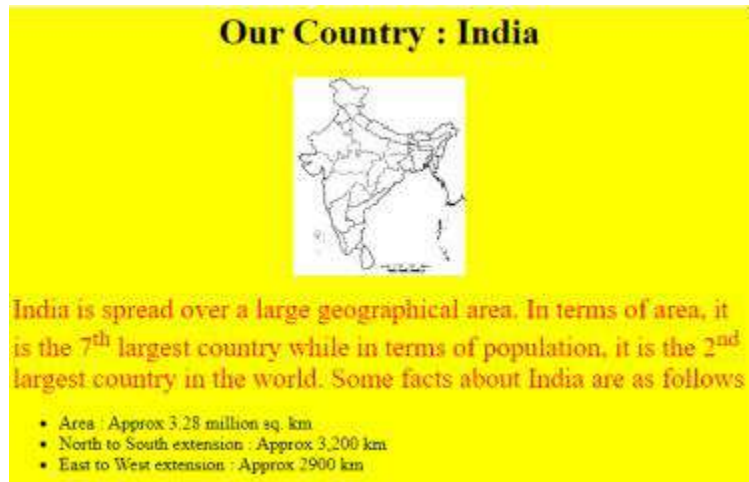 Our Country : India
India is spread over a large geographical area. In terms of area, it
is the 7th largest country while in terms of population, it is the 2nd
largest country in the world. Some facts about India are as follows
• Area : Approx 3.28 million sq. km
• North to South extension : Approx 3,200 km
• East to West extension : Approx 2900 km